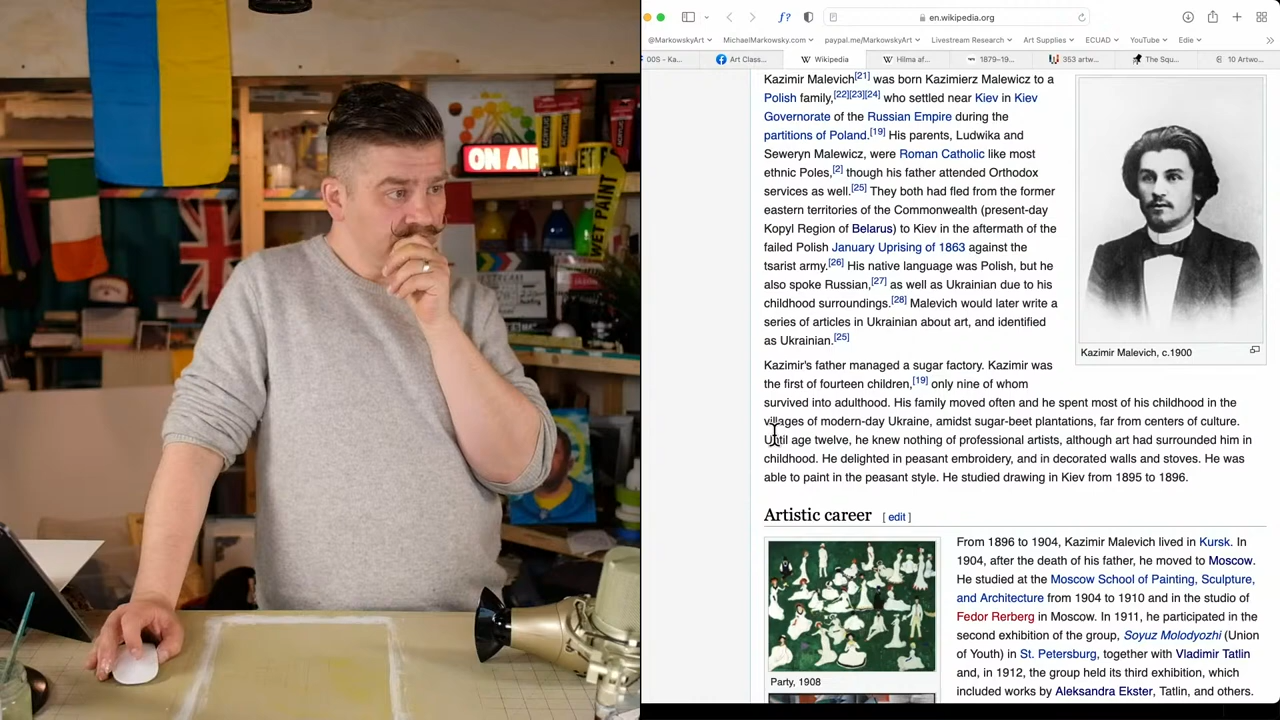 ON AIR
WET PAINT
en.wikipedia.org
@MarkowskyArt
MichaelMarkowsky.com
paypal.me/MarkowskyArt
Livestream Research
Art Supplies
ECUAD
YouTube
Edie
00S - Ka...
Art Class...
Wikipedia
Hilma af...
1879–19...
353 artw...
The Squ...
10 Artwo...
Kazimir Malevich[21] was born Kazimierz Malewicz to a
Polish family,[22][23][24] who settled near Kiev in Kiev
Governorate of the Russian Empire during the
partitions of Poland.[19] His parents, Ludwika and
Seweryn Malewicz, were Roman Catholic like most
ethnic Poles,[2] though his father attended Orthodox
services as well.[25] They both had fled from the former
eastern territories of the Commonwealth (present-day
Kopyl Region of Belarus) to Kiev in the aftermath of the
failed Polish January Uprising of 1863 against the
tsarist army.[26] His native language was Polish, but he
also spoke Russian,[27] as well as Ukrainian due to his
childhood surroundings.[28] Malevich would later write a
series of articles in Ukrainian about art, and identified
as Ukrainian.[25]
Kazimir Malevich, c.1900
Kazimir's father managed a sugar factory. Kazimir was
the first of fourteen children,[19] only nine of whom
survived into adulthood. His family moved often and he spent most of his childhood in the
villages of modern-day Ukraine, amidst sugar-beet plantations, far from centers of culture.
Until age twelve, he knew nothing of professional artists, although art had surrounded him in
childhood. He delighted in peasant embroidery, and in decorated walls and stoves. He was
able to paint in the peasant style. He studied drawing in Kiev from 1895 to 1896.
Artistic career [ edit ]
From 1896 to 1904, Kazimir Malevich lived in Kursk. In
1904, after the death of his father, he moved to Moscow.
He studied at the Moscow School of Painting, Sculpture,
and Architecture from 1904 to 1910 and in the studio of
Fedor Rerberg in Moscow. In 1911, he participated in the
second exhibition of the group, Soyuz Molodyozhi (Union
of Youth) in St. Petersburg, together with Vladimir Tatlin
and, in 1912, the group held its third exhibition, which
included works by Aleksandra Ekster, Tatlin, and others.
Party, 1908